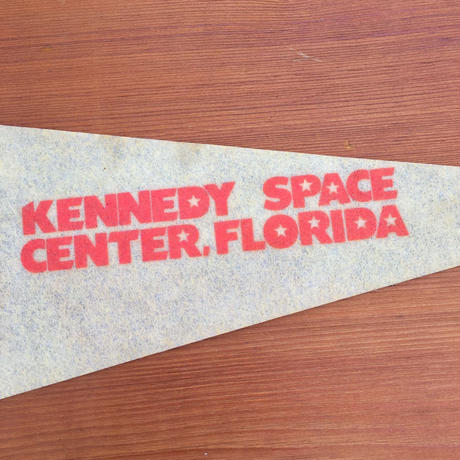 KENNEDY SPACE
CENTER, FLORIDA